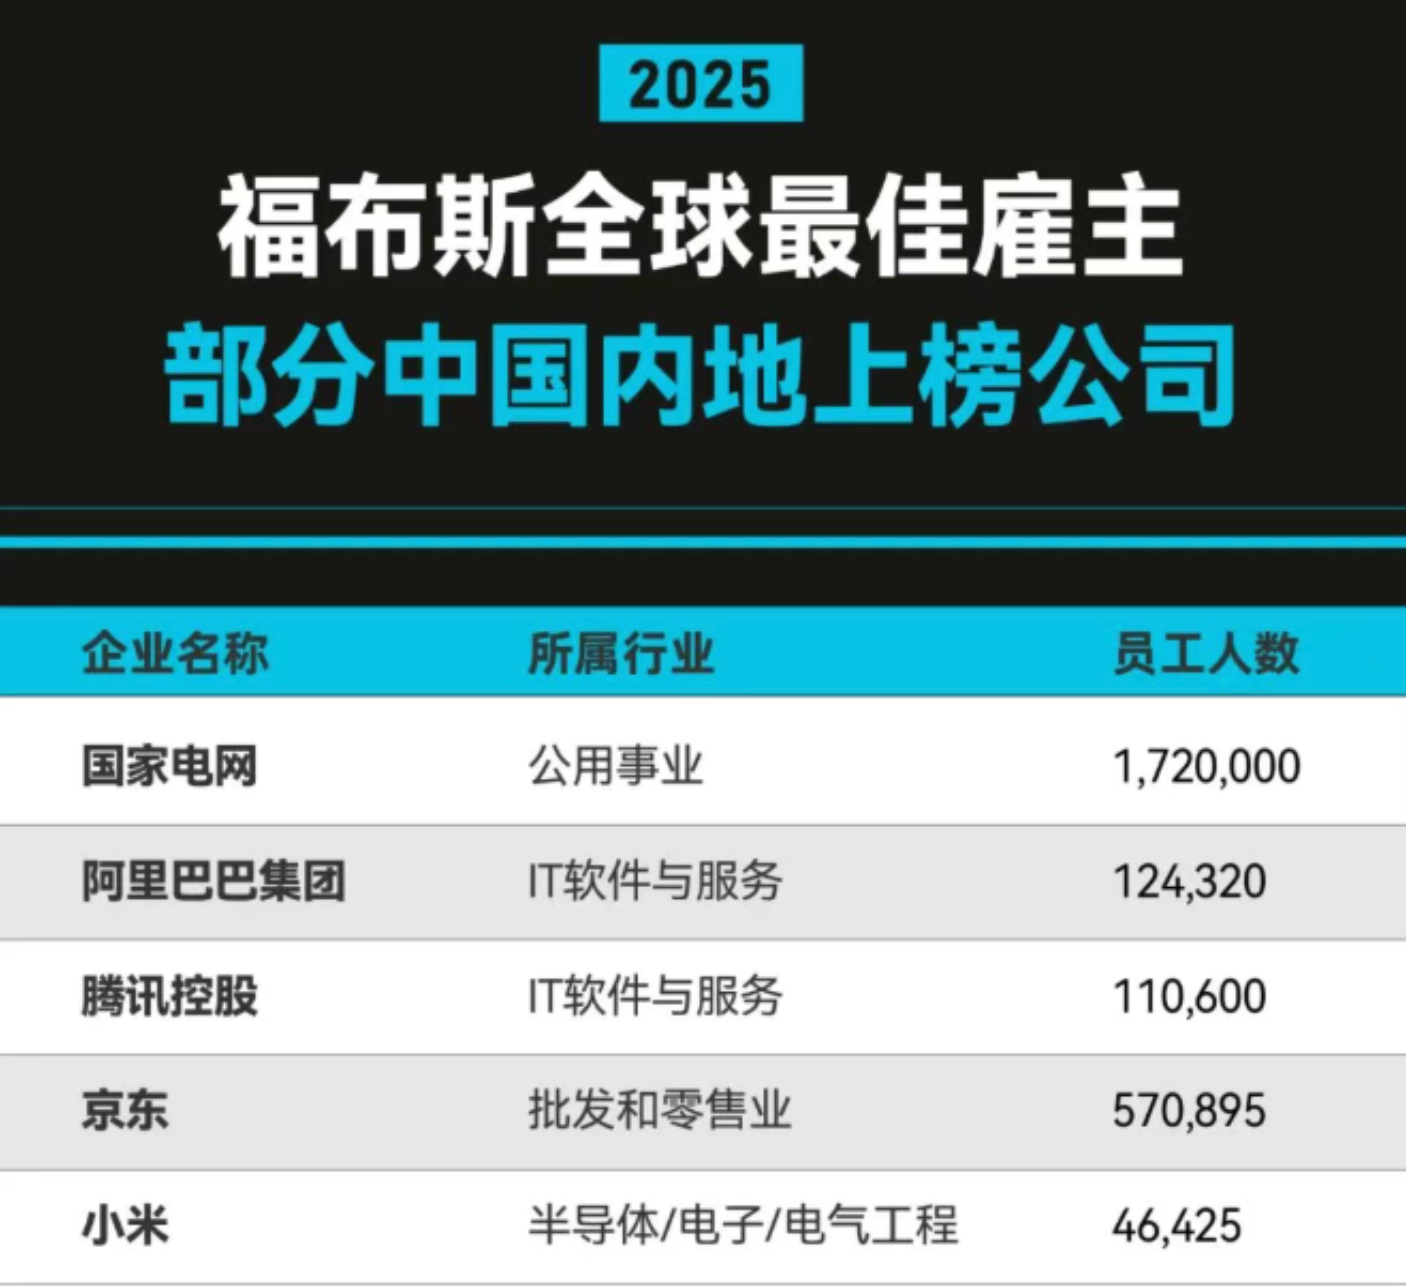 2025
福布斯全球最佳雇主
部分中国内地上榜公司
企业名称 所属行业 员工人数
国家电网 公用事业 1,720,000
阿里巴巴集团 IT软件与服务 124,320
腾讯控股 IT软件与服务 110,600
京东 批发和零售业 570,895
小米 半导体/电子/电气工程 46,425